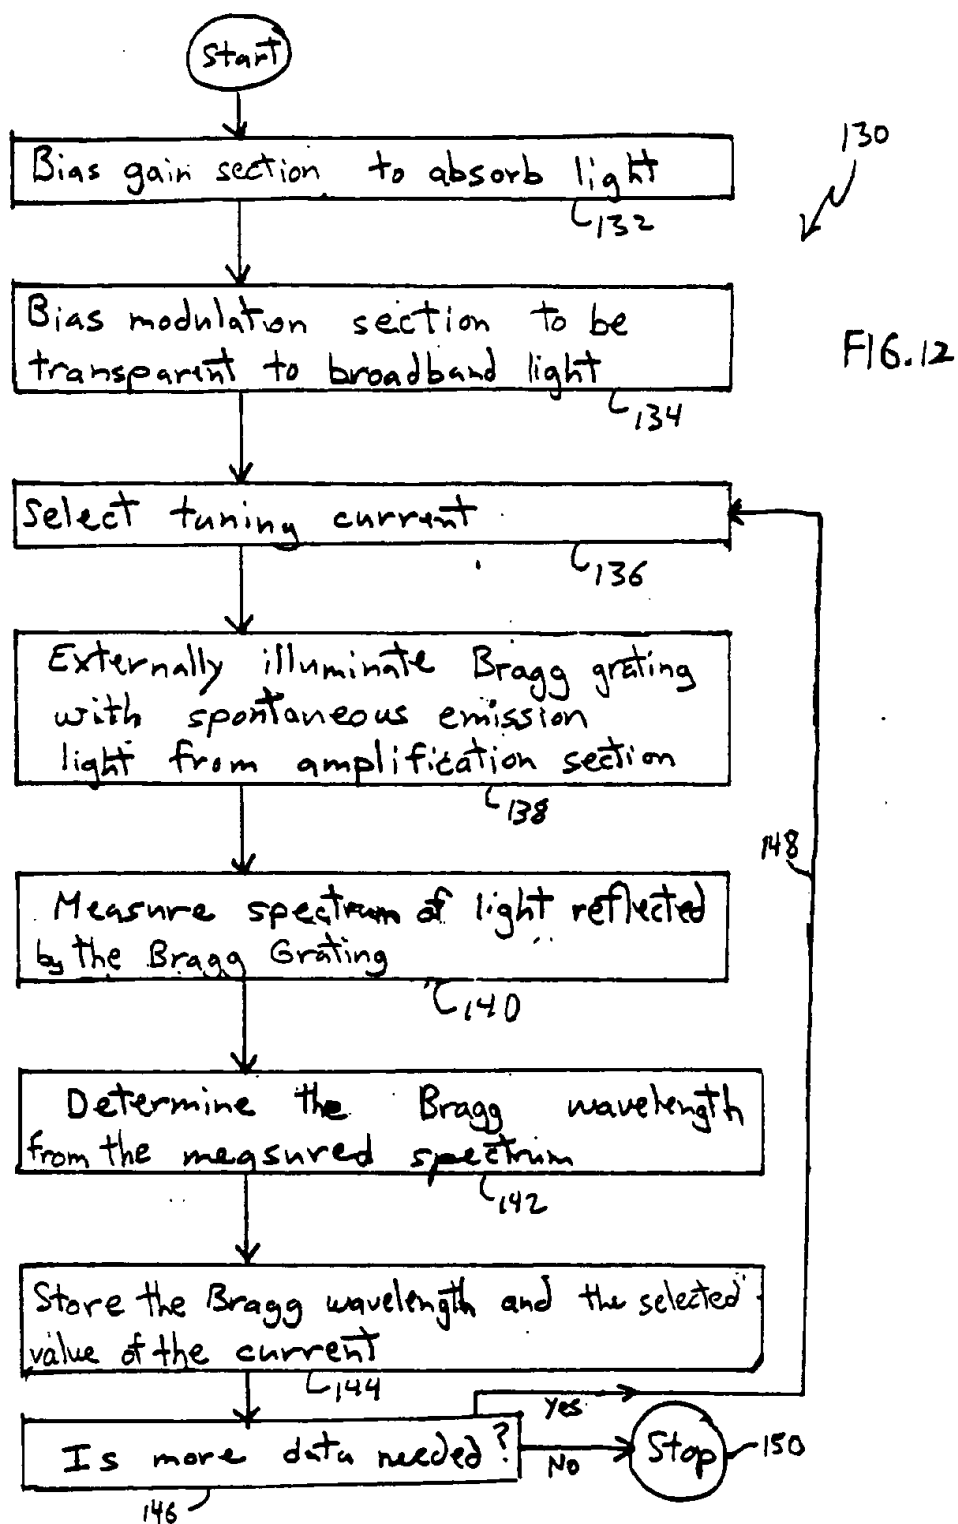 Start
130
Bias gain section to absorb light
132
Bias modulation section to be
transparent to broadband light
134
FIG.12
Select tuning current
136
Externally illuminate Bragg grating
with spontaneous emission
light from amplification section
138
148
Measure spectrum of light reflected
by the Bragg Grating
140
Determine the Bragg wavelength
from the measured spectrum
142
Store the Bragg wavelength and the selected
value of the current
144
Yes
Is more data needed?
No
Stop
150
146